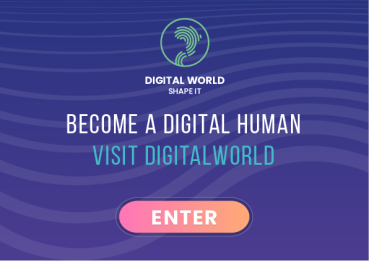 DIGITAL WORLD
SHAPE IT
BECOME A DIGITAL HUMAN
VISIT DIGITALWORLD
ENTER